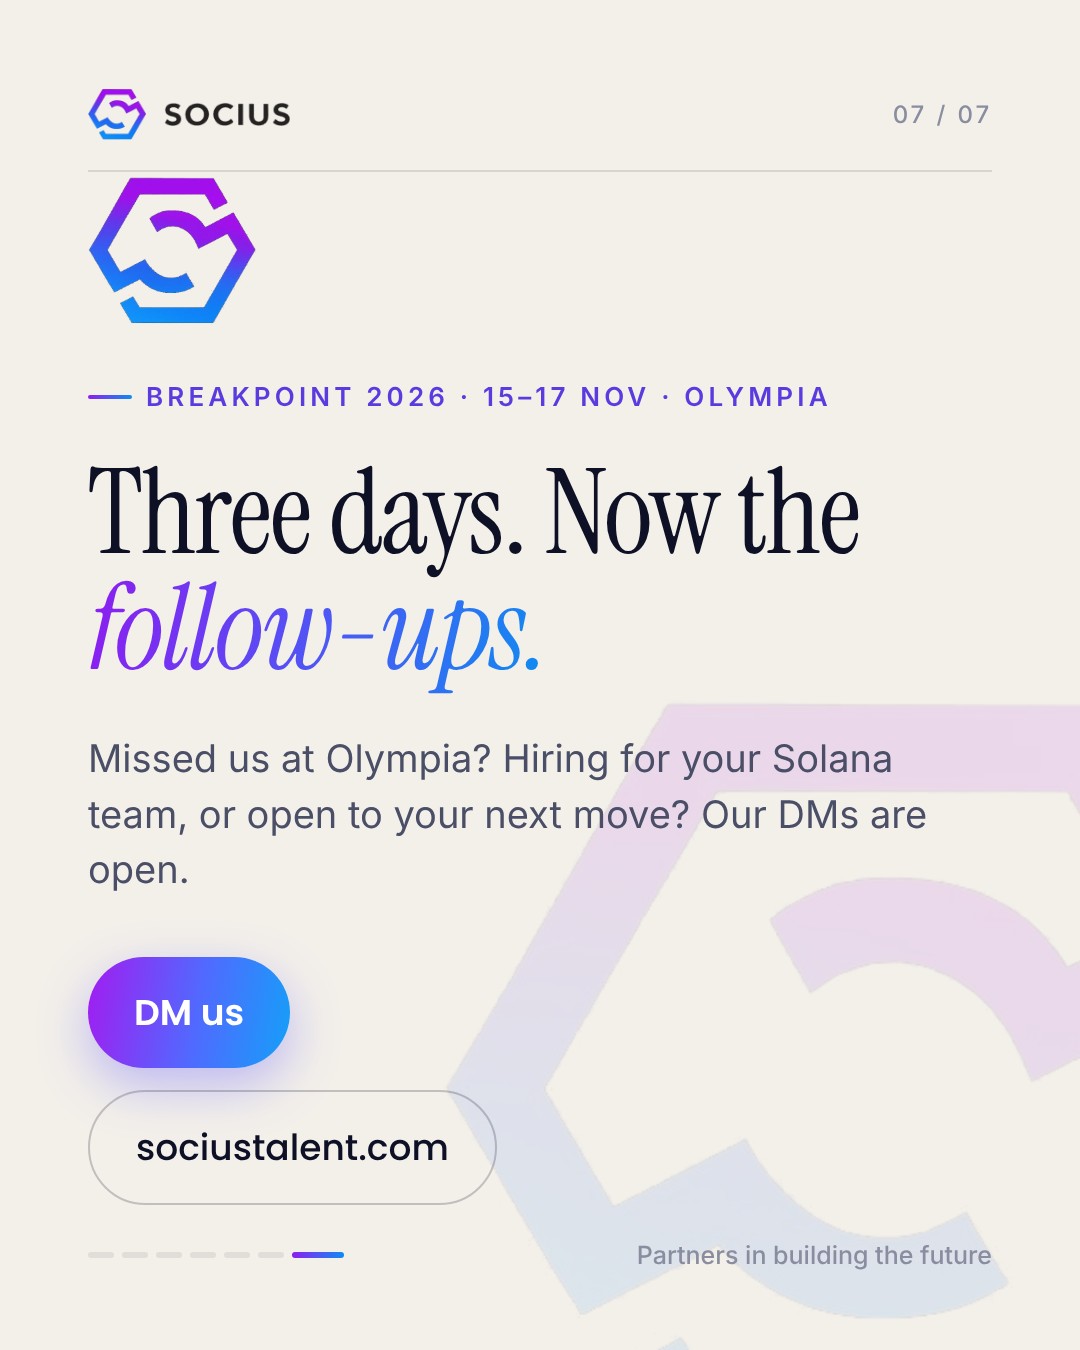 SOCIUS
07 / 07
BREAKPOINT 2026 · 15–17 NOV · OLYMPIA
Three days. Now the
follow-ups.
Missed us at Olympia? Hiring for your Solana
team, or open to your next move? Our DMs are
open.
DM us
sociustalent.com
Partners in building the future